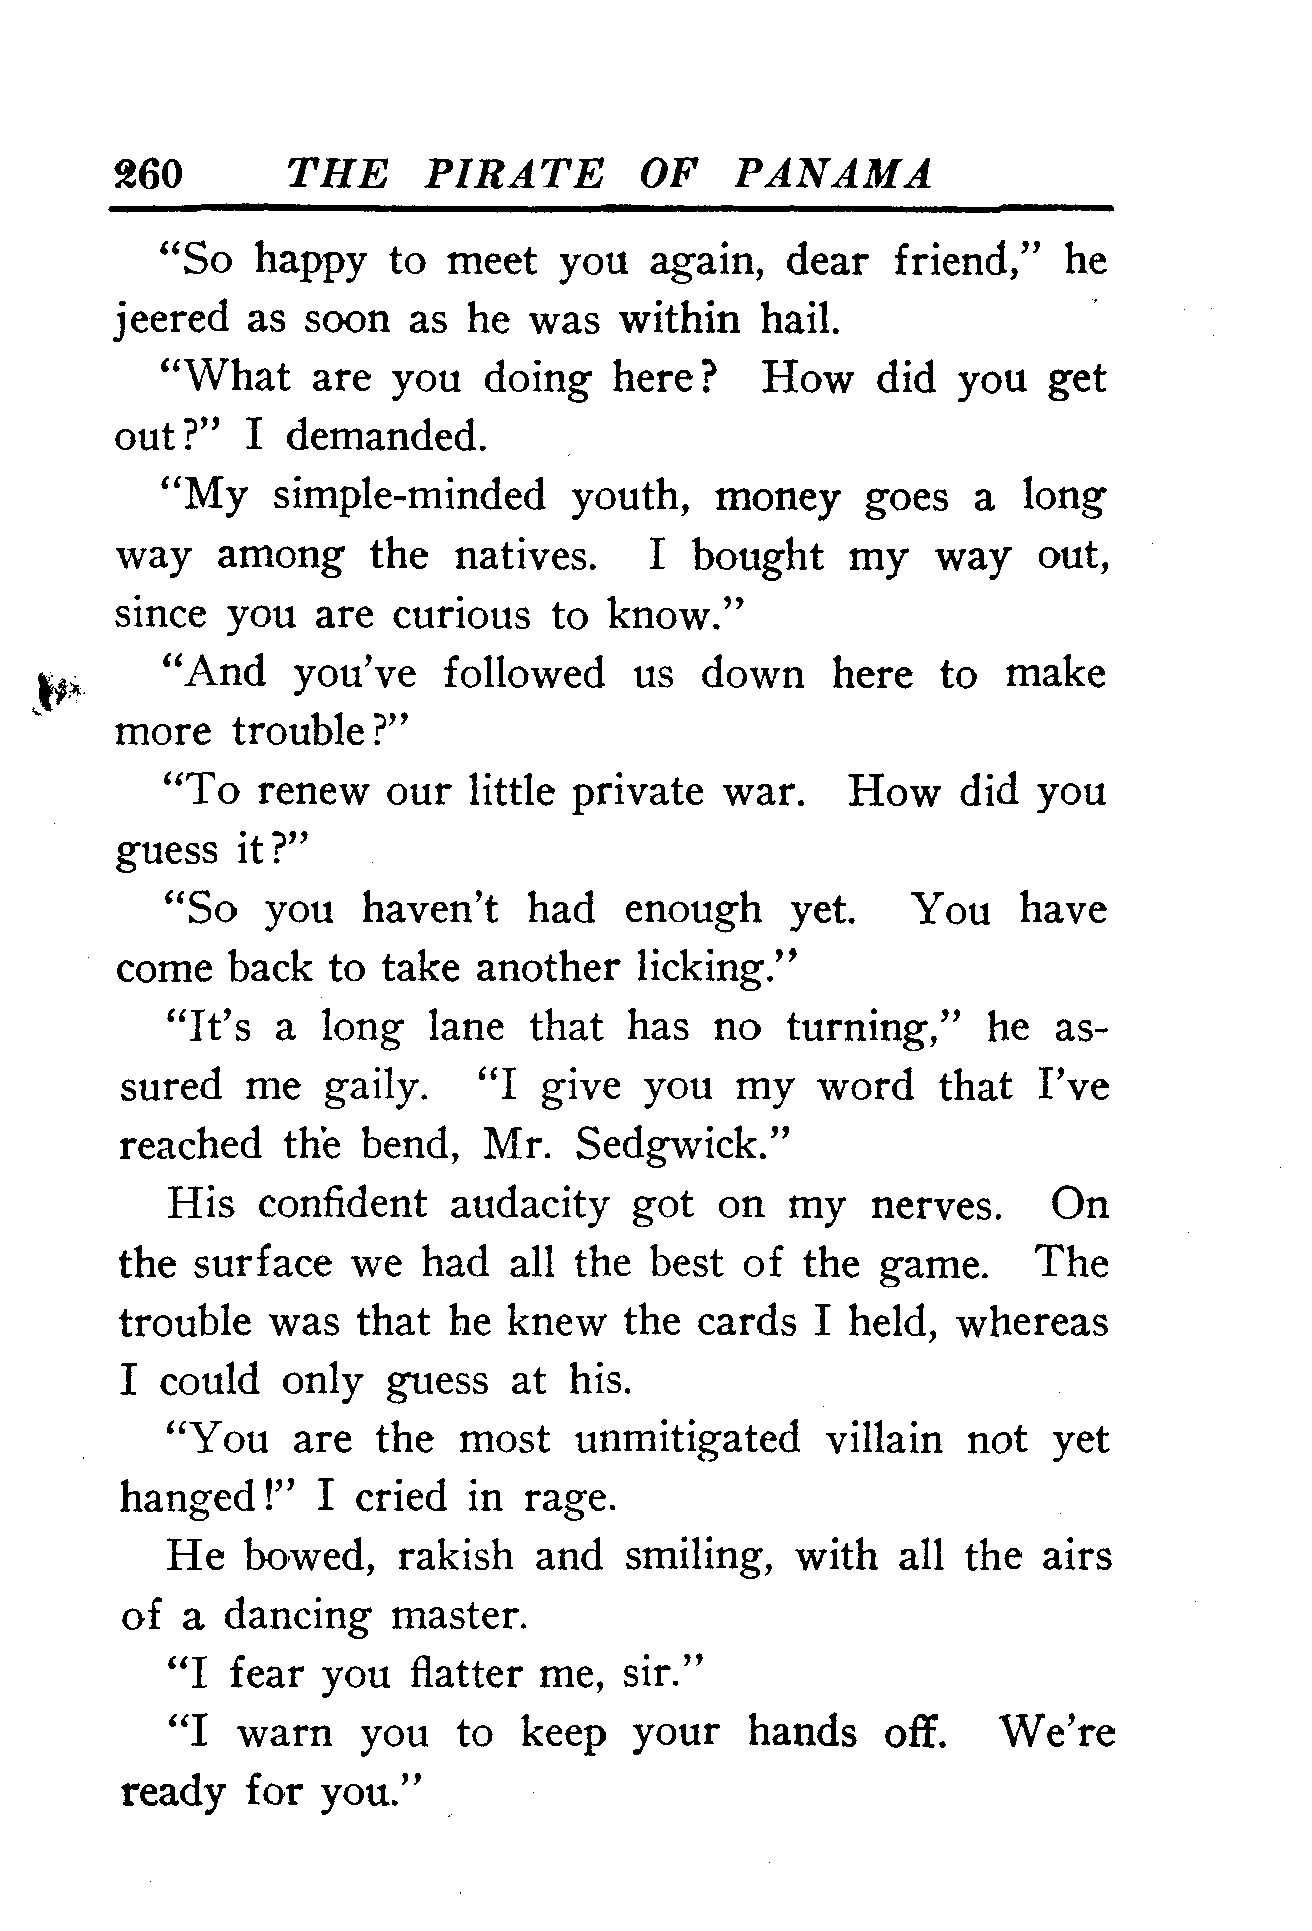 260 THE PIRATE OF PANAMA
“So happy to meet you again, dear friend,” he
jeered as soon as he was within hail.
“What are you doing here? How did you get
out?” I demanded.
“My simple-minded youth, money goes a long
way among the natives. I bought my way out,
since you are curious to know.”
“And you’ve followed us down here to make
more trouble?”
“To renew our little private war. How did you
guess it?”
“So you haven’t had enough yet. You have
come back to take another licking.”
“It’s a long lane that has no turning,” he as-
sured me gaily. “I give you my word that I’ve
reached the bend, Mr. Sedgwick.”
His confident audacity got on my nerves. On
the surface we had all the best of the game. The
trouble was that he knew the cards I held, whereas
I could only guess at his.
“You are the most unmitigated villain not yet
hanged!” I cried in rage.
He bowed, rakish and smiling, with all the airs
of a dancing master.
“I fear you flatter me, sir.”
“I warn you to keep your hands off. We’re
ready for you.”